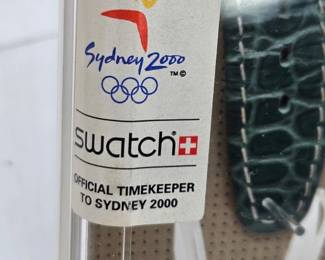 Sydney 2000
TM ©
swatch
OFFICIAL TIMEKEEPER
TO SYDNEY 2000